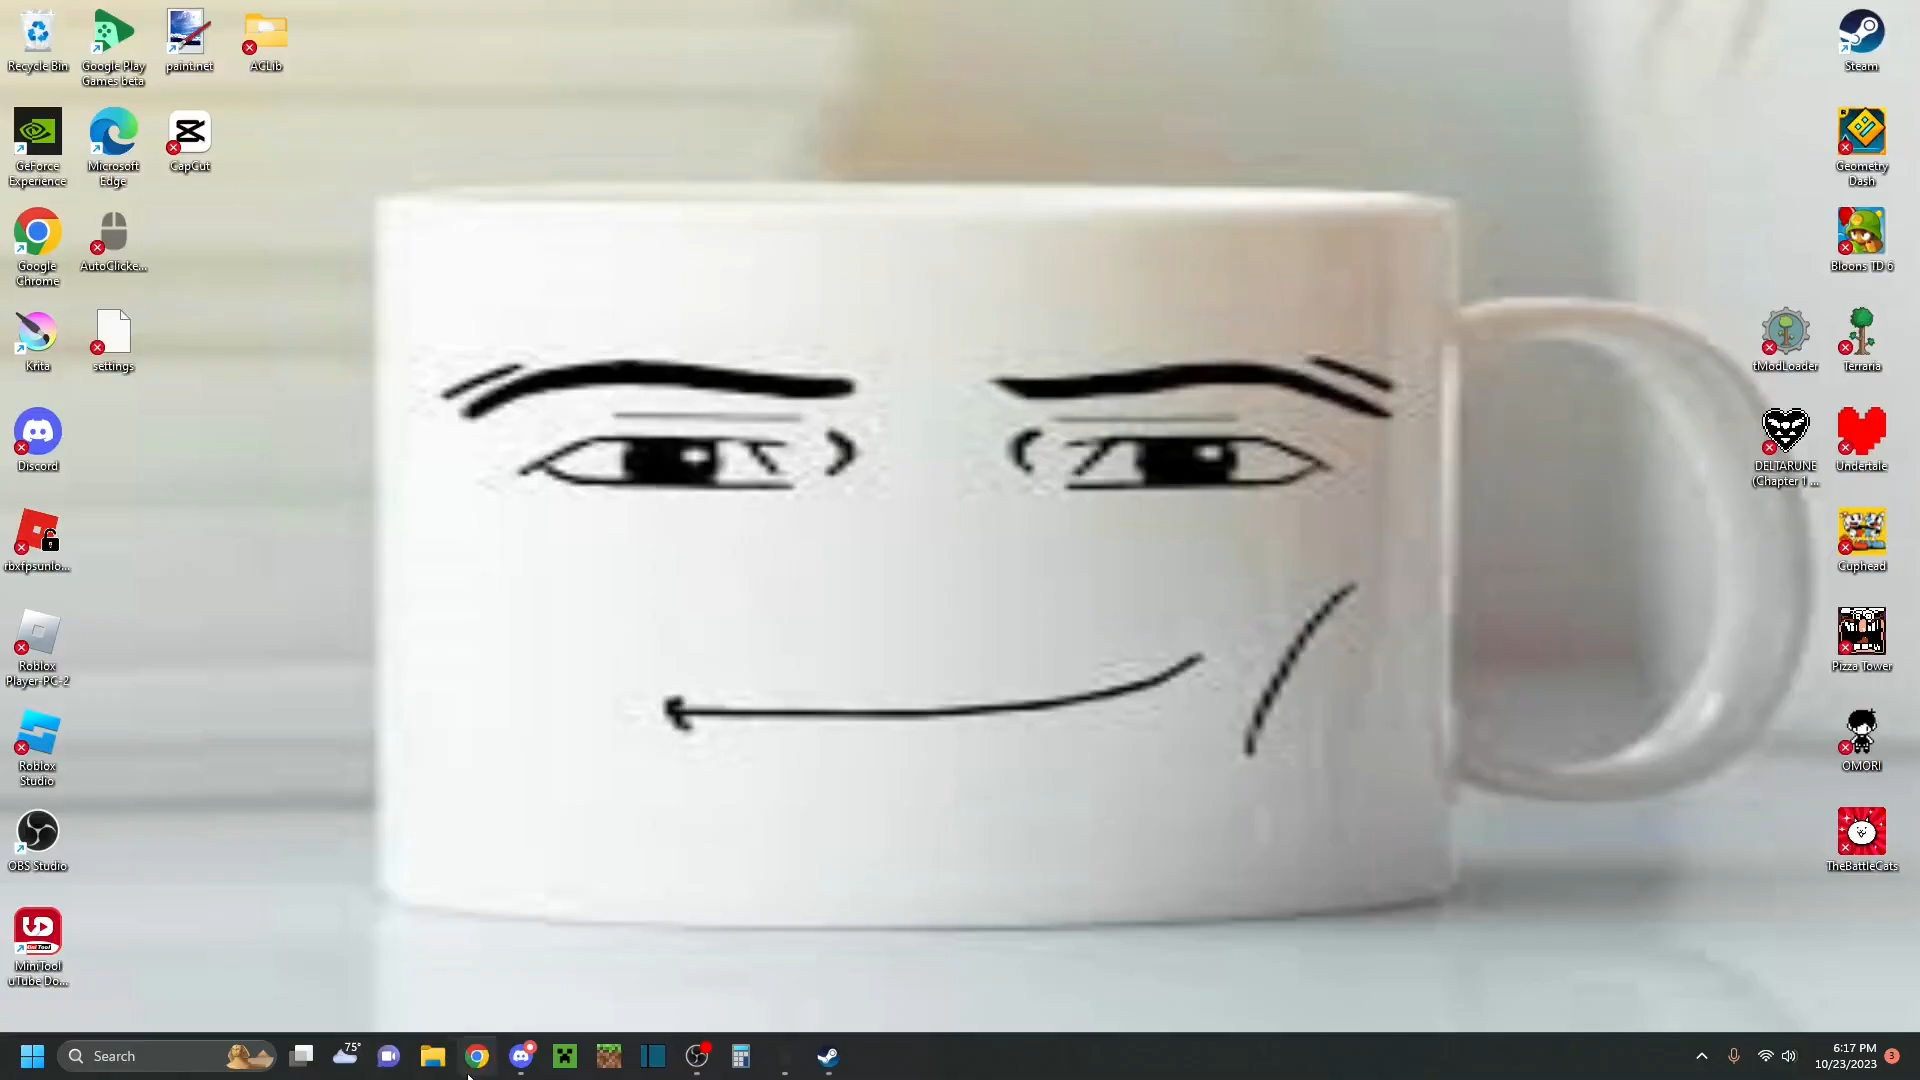 Recycle Bin
Google Play
Games beta
paint.net
ACLib
Steam
GeForce
Experience
Microsoft
Edge
CapCut
Geometry
Dash
Google
Chrome
AutoClicke...
Bloons TD 6
Krita
settings
tModLoader
Terraria
Discord
DELTARUNE
(Chapter 1 ...
Undertale
rbxfpsunlo...
Cuphead
Roblox
Player-PC-2
Pizza Tower
Roblox
Studio
OMORI
OBS Studio
TheBattleCats
MiniTool
MiniTool
uTube Do...
Search
75°
6:17 PM
10/23/2023
3